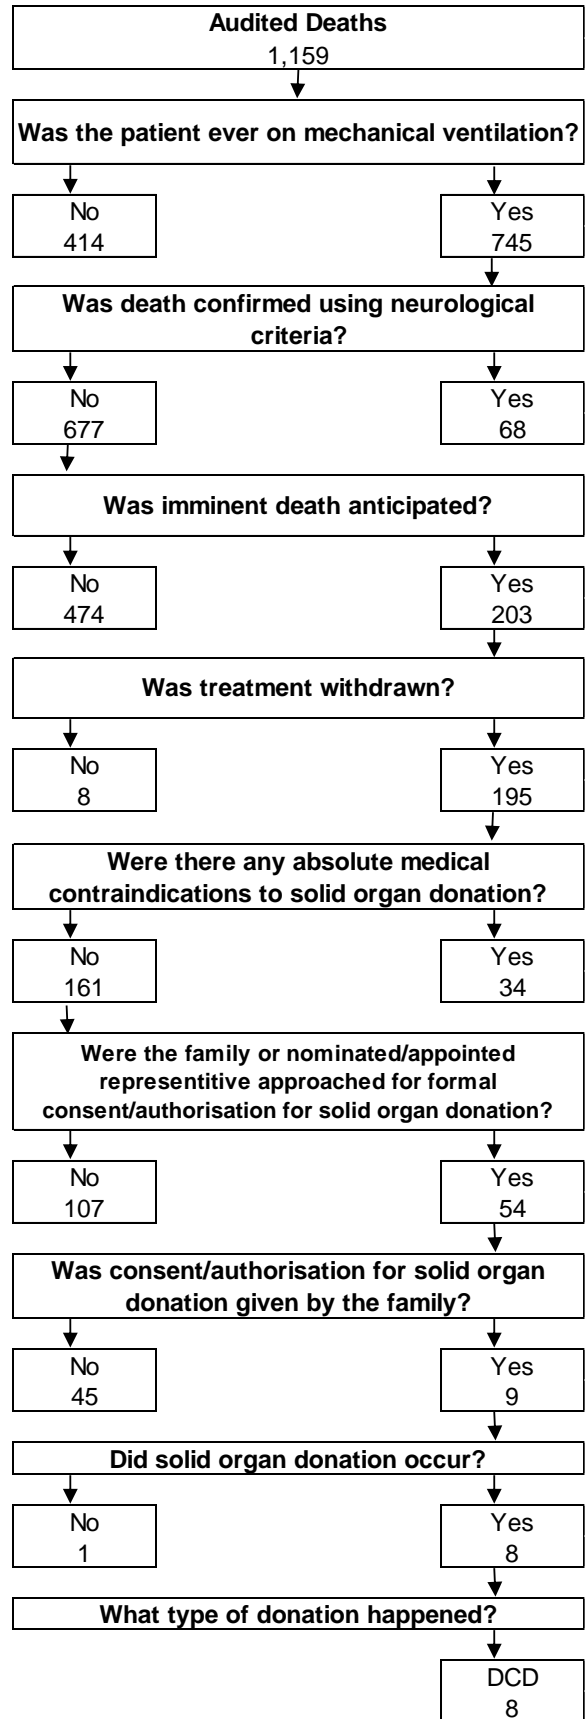 Audited Deaths
1,159
Was the patient ever on mechanical ventilation?
No
414
Yes
745
Was death confirmed using neurological
criteria?
No
677
Yes
68
Was imminent death anticipated?
No
474
Yes
203
Was treatment withdrawn?
No
8
Yes
195
Were there any absolute medical
contraindications to solid organ donation?
No
161
Yes
34
Were the family or nominated/appointed
representitive approached for formal
consent/authorisation for solid organ donation?
No
107
Yes
54
Was consent/authorisation for solid organ
donation given by the family?
No
45
Yes
9
Did solid organ donation occur?
No
1
Yes
8
What type of donation happened?
DCD
8